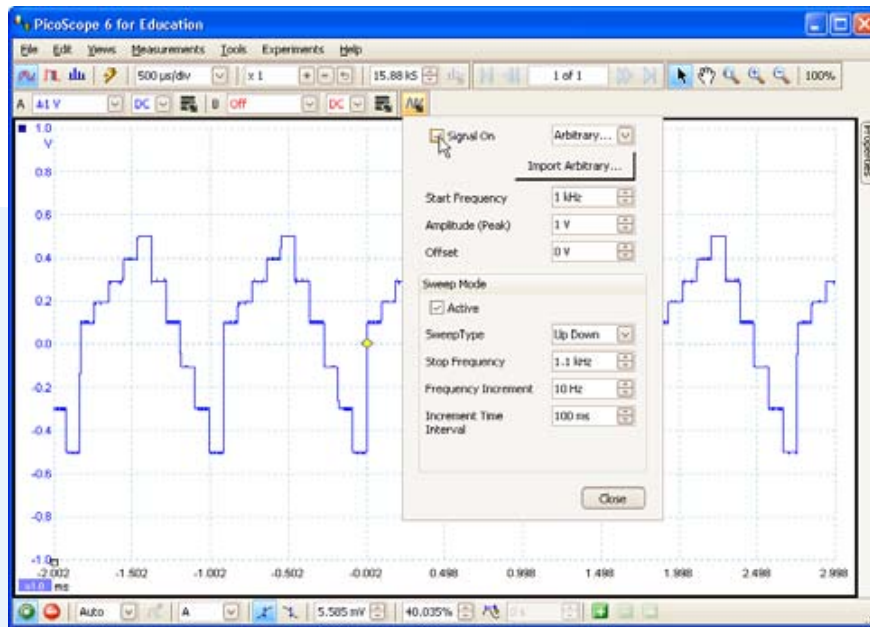 PicoScope 6 for Education
File Edit Views Measurements Tools Experiments Help
500 µs/div x 1 15.88 kS 1 of 1 100%
A ±1 V DC B Off DC
Signal On Arbitrary...
Import Arbitrary...
Start Frequency 1 kHz
Amplitude (Peak) 1 V
Offset 0 V
Sweep Mode
Active
SweepType Up Down
Stop Frequency 1.1 kHz
Frequency Increment 10 Hz
Increment Time 100 ms
Interval
Close
Properties
1.0
V
0.8
0.6
0.4
0.2
0.0
-0.2
-0.4
-0.6
-0.8
-1.0
-2.002 -1.502 -1.002 -0.502 -0.002 0.498 0.998 1.498 1.998 2.498 2.998
x1.0 ms
Auto A 5.585 mV 40.035% 0 s